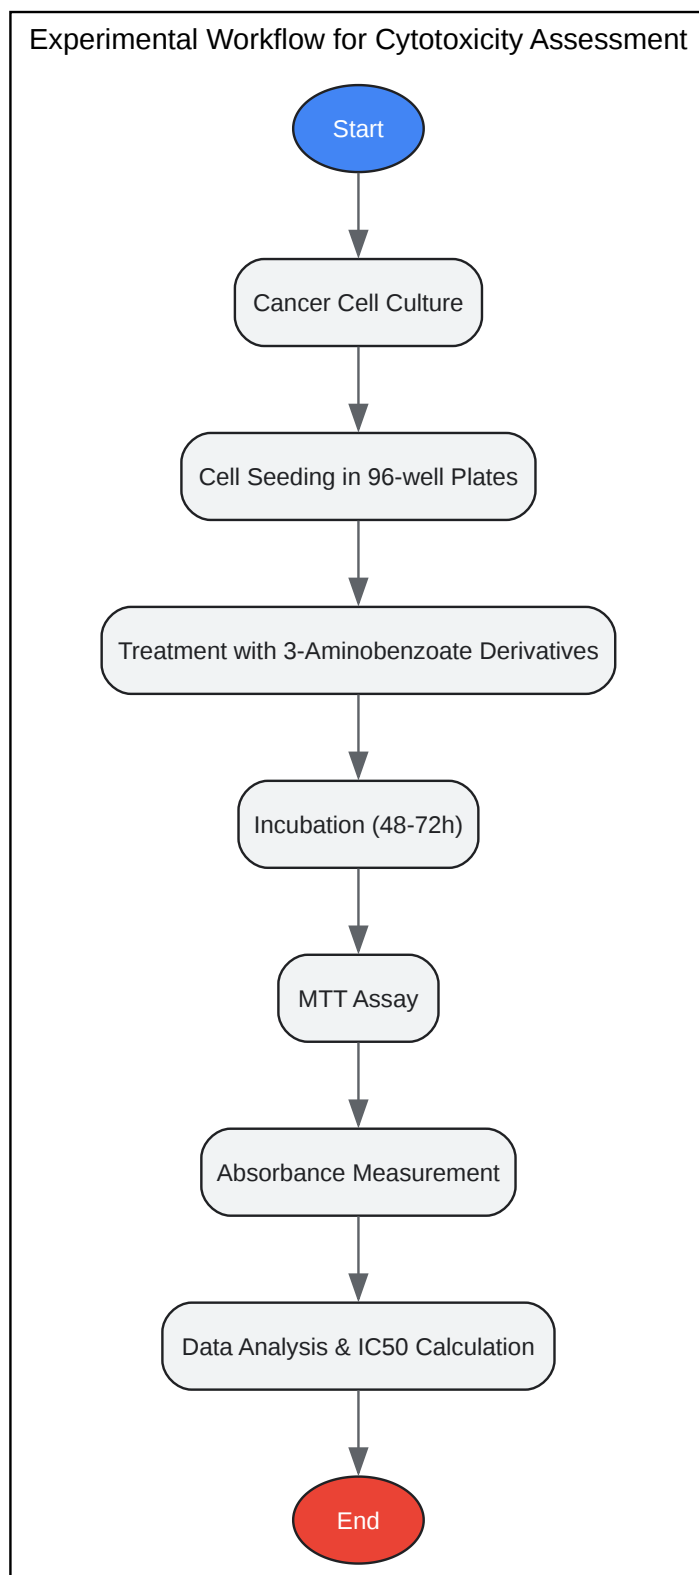 Experimental Workflow for Cytotoxicity Assessment
Start
Cancer Cell Culture
Cell Seeding in 96-well Plates
Treatment with 3-Aminobenzoate Derivatives
Incubation (48-72h)
MTT Assay
Absorbance Measurement
Data Analysis & IC50 Calculation
End